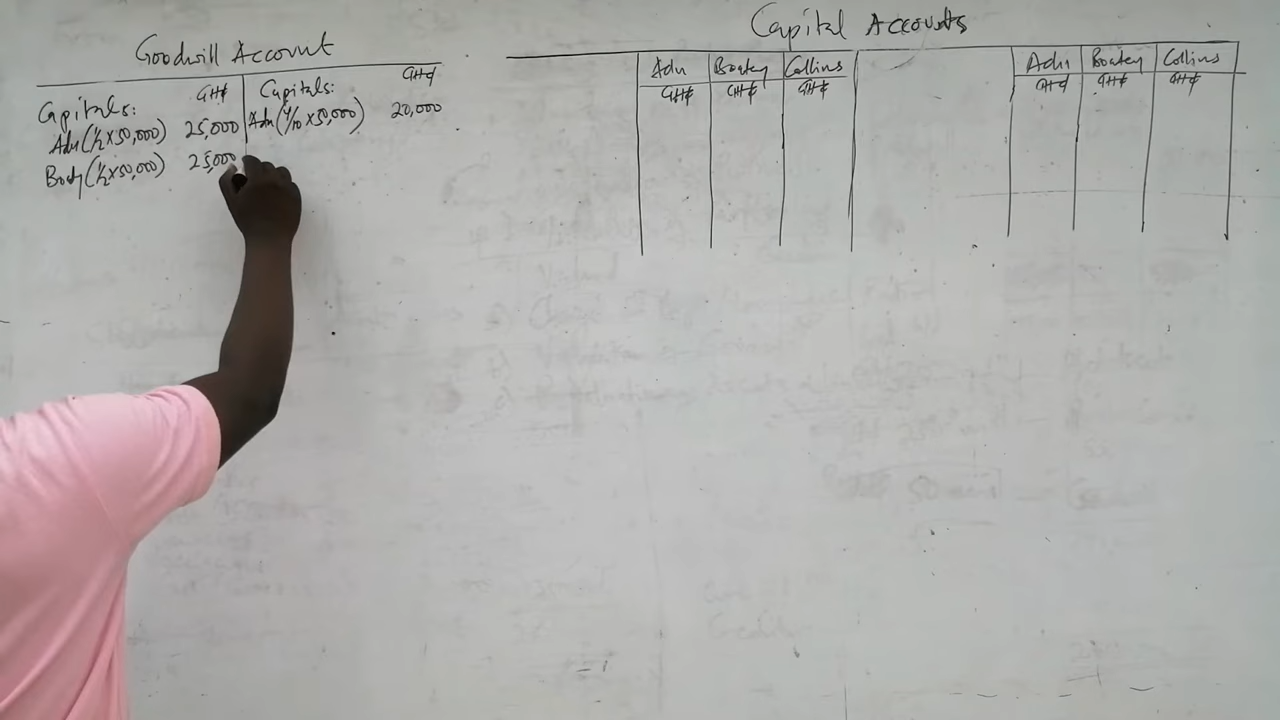 Goodwill Account
GH¢ GH¢
Capitals: Capitals:
Adu (1/2 x 50,000) 25,000 Adu (4/10 x 50,000) 20,000
Body (1/2 x 50,000) 25,000
Capital Accounts
Adu Boatey Collins Adu Boatey Collins
GH¢ GH¢ GH¢ GH¢ GH¢ GH¢